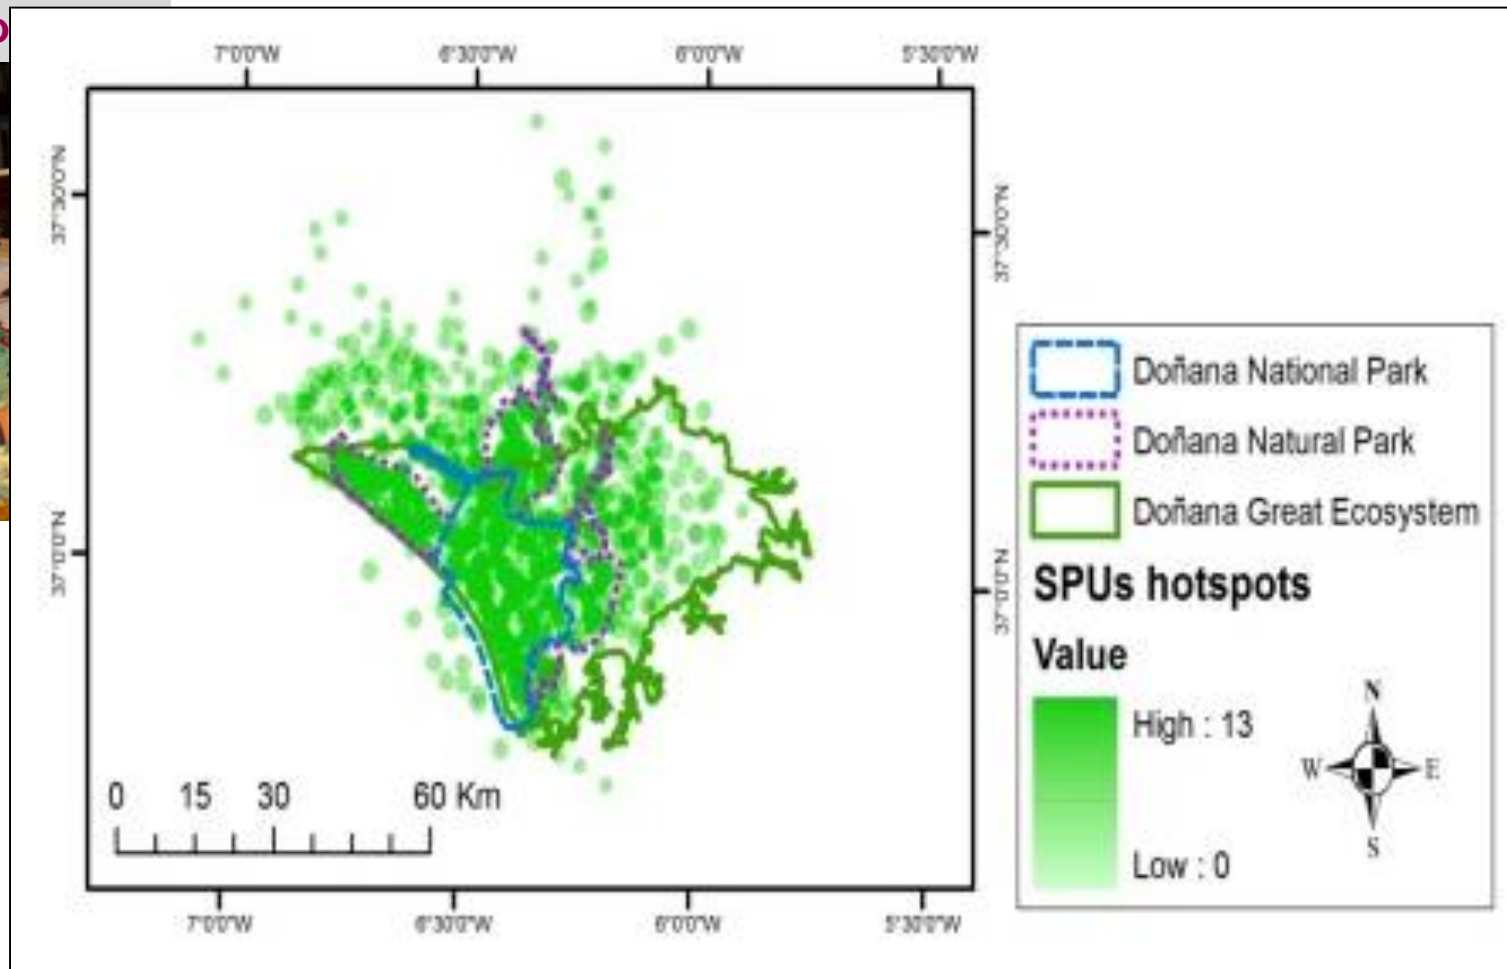 7°0'0"W 6°30'0"W 6°0'0"W 5°30'0"W
37°30'0"N
37°30'0"N
37°0'0"N
37°0'0"N
Doñana National Park
Doñana Natural Park
Doñana Great Ecosystem
SPUs hotspots
Value
High : 13
Low : 0
N
W E
S
0 15 30 60 Km
7°0'0"W 6°30'0"W 6°0'0"W 5°30'0"W